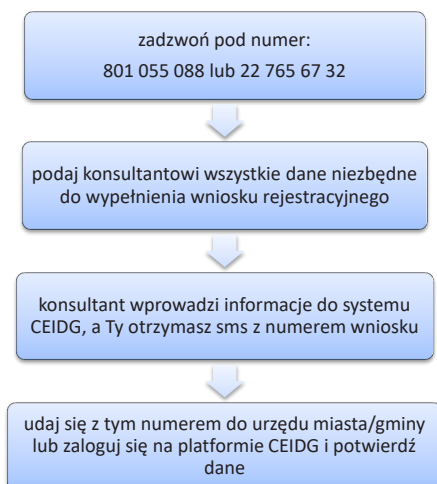 zadzwoń pod numer:
801 055 088 lub 22 765 67 32
podaj konsultantowi wszystkie dane niezbędne
do wypełnienia wniosku rejestracyjnego
konsultant wprowadzi informacje do systemu
CEIDG, a Ty otrzymasz sms z numerem wniosku
udaj się z tym numerem do urzędu miasta/gminy
lub zaloguj się na platformie CEIDG i potwierdź
dane